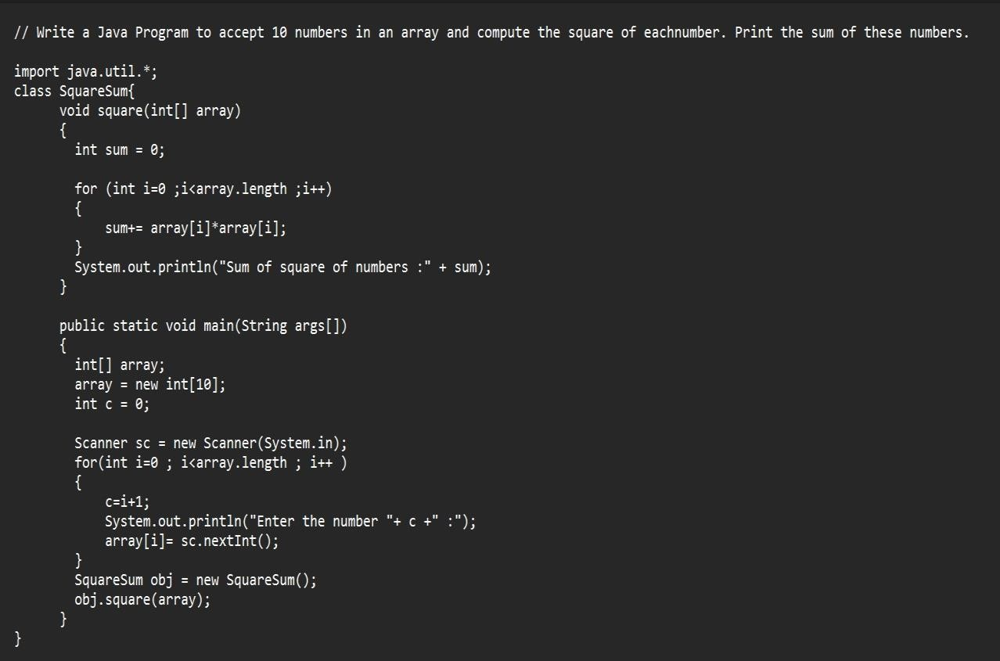 // Write a Java Program to accept 10 numbers in an array and compute the square of eachnumber. Print the sum of these numbers.
import java.util.*;
class SquareSum{
void square(int[] array)
{
int sum = 0;
for (int i=0 ;i<array.length ;i++)
{
sum+= array[i]*array[i];
}
System.out.println("Sum of square of numbers :" + sum);
}
public static void main(String args[])
{
int[] array;
array = new int[10];
int c = 0;
Scanner sc = new Scanner(System.in);
for(int i=0 ; i<array.length ; i++ )
{
c=i+1;
System.out.println("Enter the number "+ c +" :");
array[i]= sc.nextInt();
}
SquareSum obj = new SquareSum();
obj.square(array);
}
}